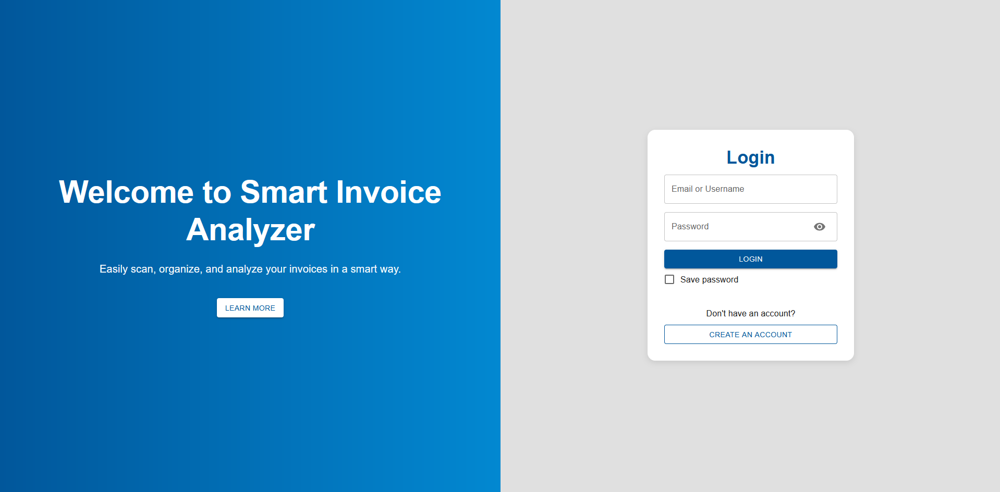 Welcome to Smart Invoice
Analyzer
Easily scan, organize, and analyze your invoices in a smart way.
LEARN MORE
Login
Email or Username
Password
LOGIN
Save password
Don't have an account?
CREATE AN ACCOUNT